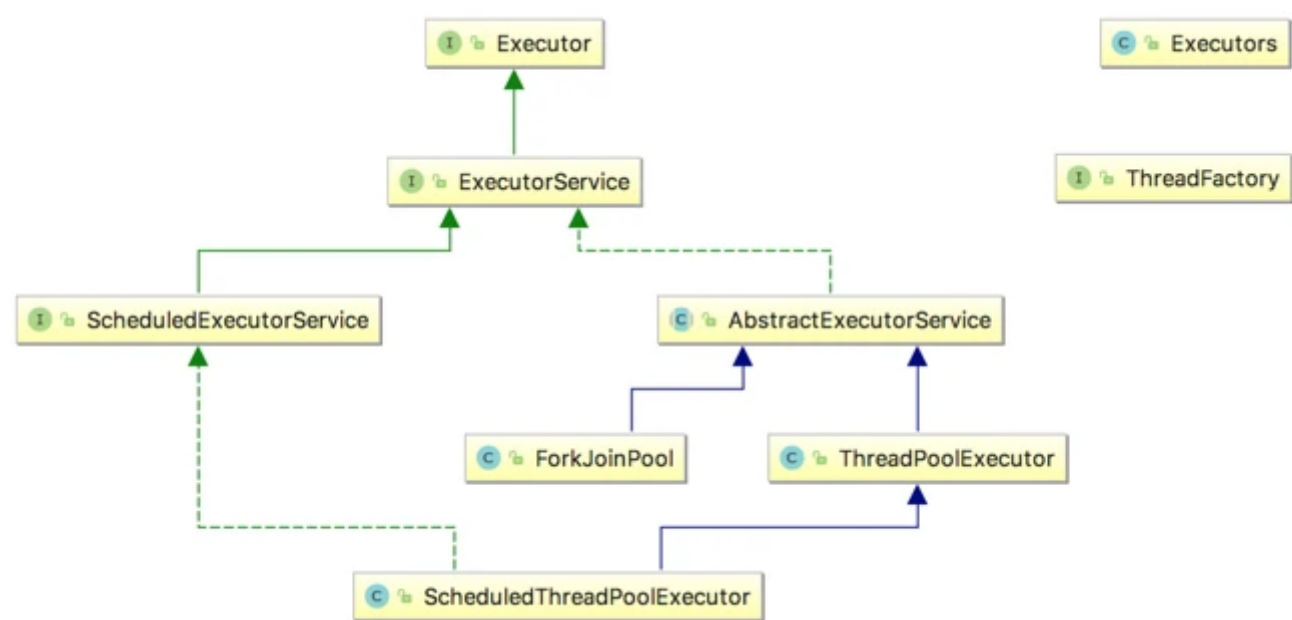 I Executor
C Executors
I ExecutorService
I ThreadFactory
I ScheduledExecutorService
C AbstractExecutorService
C ForkJoinPool
C ThreadPoolExecutor
C ScheduledThreadPoolExecutor